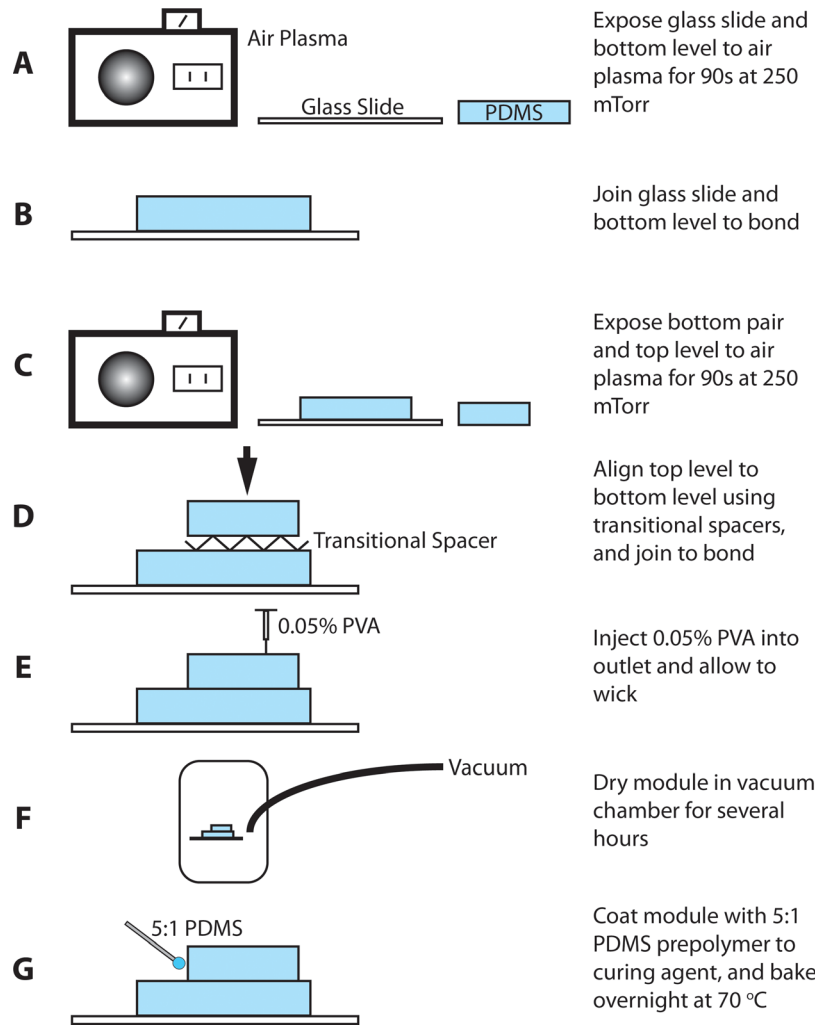 A
Air Plasma
Glass Slide
PDMS
Expose glass slide and
bottom level to air
plasma for 90s at 250
mTorr
B
Join glass slide and
bottom level to bond
C
Expose bottom pair
and top level to air
plasma for 90s at 250
mTorr
D
Transitional Spacer
Align top level to
bottom level using
transitional spacers,
and join to bond
E
0.05% PVA
Inject 0.05% PVA into
outlet and allow to
wick
F
Vacuum
Dry module in vacuum
chamber for several
hours
G
5:1 PDMS
Coat module with 5:1
PDMS prepolymer to
curing agent, and bake
overnight at 70 °C